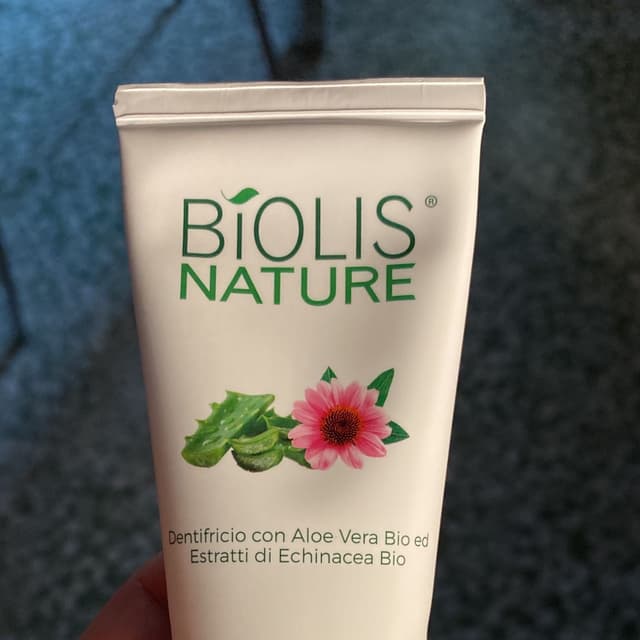 BiOLIS®
NATURE
Dentifricio con Aloe Vera Bio ed
Estratti di Echinacea Bio